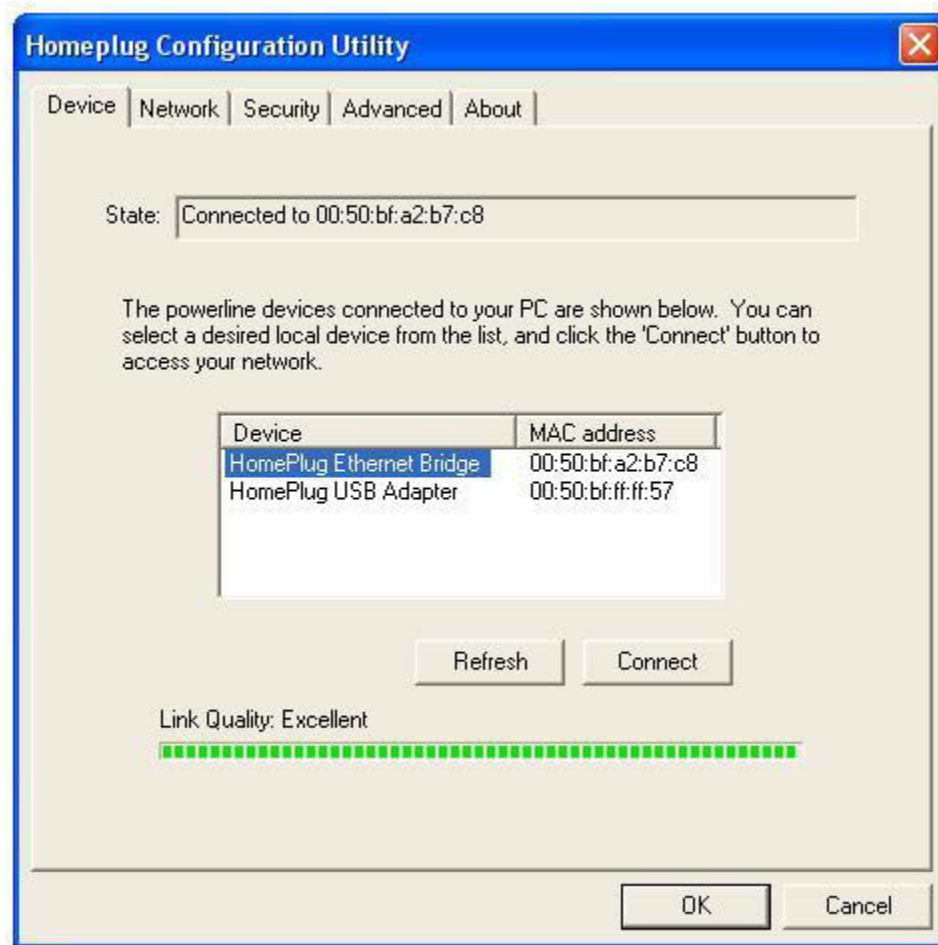 Homeplug Configuration Utility
Device Network Security Advanced About
State: Connected to 00:50:bf:a2:b7:c8
The powerline devices connected to your PC are shown below. You can
select a desired local device from the list, and click the 'Connect' button to
access your network.
Device MAC address
HomePlug Ethernet Bridge 00:50:bf:a2:b7:c8
HomePlug USB Adapter 00:50:bf:ff:ff:57
Refresh Connect
Link Quality: Excellent
OK Cancel